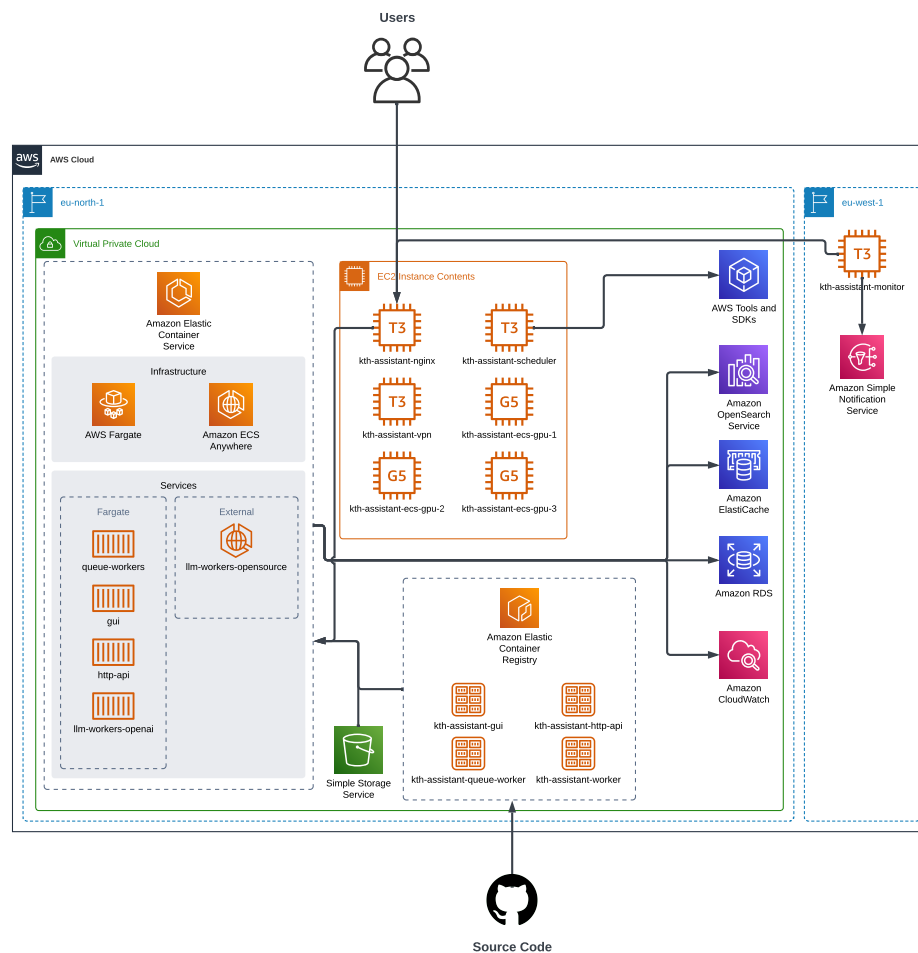 Users
aws
AWS Cloud
eu-north-1
eu-west-1
Virtual Private Cloud
Amazon Elastic
Container
Service
Infrastructure
AWS Fargate
Amazon ECS
Anywhere
Services
Fargate
queue-workers
gui
http-api
llm-workers-openai
External
llm-workers-opensource
EC2 Instance Contents
T3
kth-assistant-nginx
T3
kth-assistant-scheduler
T3
kth-assistant-vpn
G5
kth-assistant-ecs-gpu-1
G5
kth-assistant-ecs-gpu-2
G5
kth-assistant-ecs-gpu-3
AWS Tools and
SDKs
Amazon
OpenSearch
Service
Amazon
ElastiCache
Amazon RDS
Amazon
CloudWatch
T3
kth-assistant-monitor
Amazon Simple
Notification
Service
Amazon Elastic
Container
Registry
kth-assistant-gui
kth-assistant-http-api
kth-assistant-queue-worker
kth-assistant-worker
Simple Storage
Service
Source Code